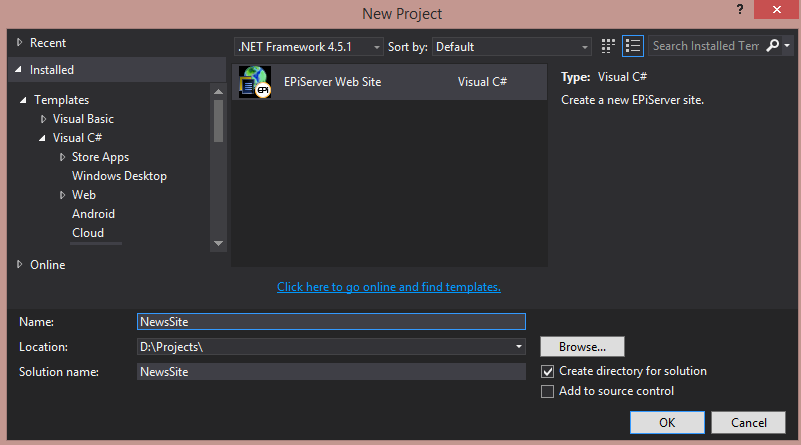 New Project
?
Recent
.NET Framework 4.5.1 Sort by: Default Search Installed Tem
Installed
Templates
Visual Basic
Visual C#
Store Apps
Windows Desktop
Web
Android
Cloud
Online
EPi
EPiServer Web Site Visual C#
Type: Visual C#
Create a new EPiServer site.
Click here to go online and find templates.
Name: NewsSite
Location: D:\Projects\ Browse...
Solution name: NewsSite
Create directory for solution
Add to source control
OK Cancel